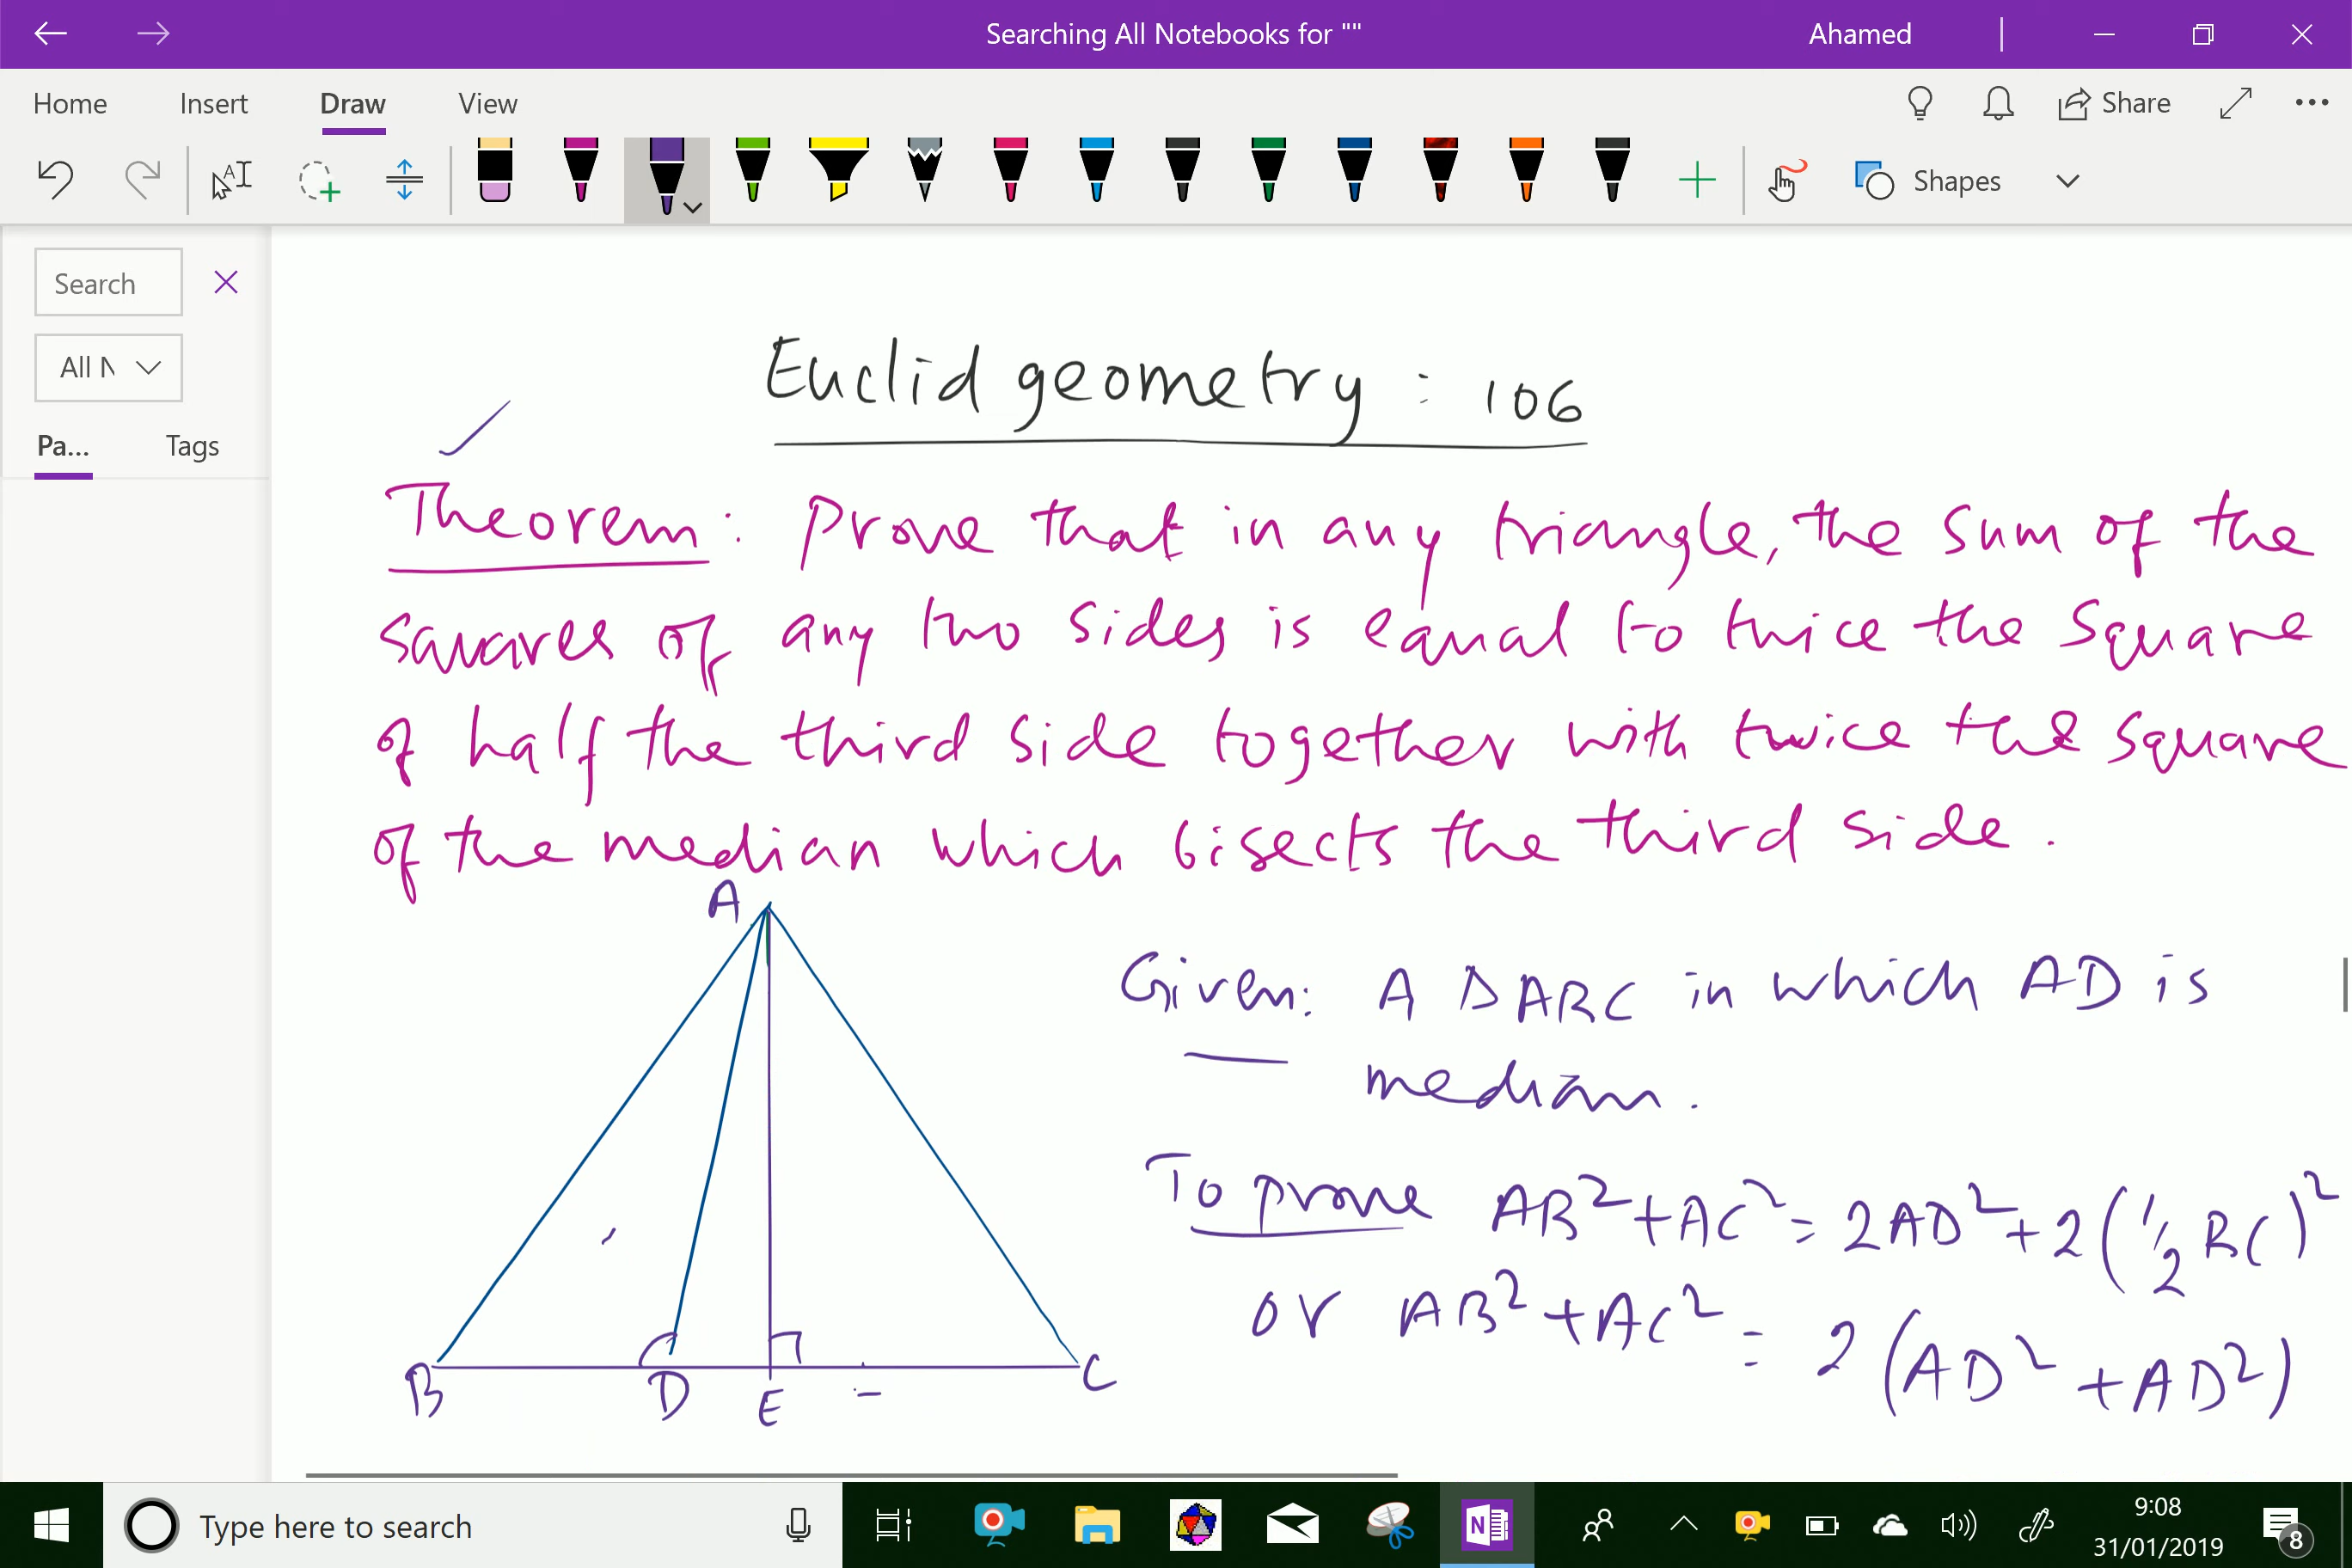 Searching All Notebooks for ""
Ahamed
Home Insert Draw View
Share
Shapes
Search
All N
Pa... Tags
Euclid geometry : 106
Theorem: Prove that in any triangle, the sum of the
squares of any two sides is equal to twice the square
of half the third side together with twice the square
of the median which bisects the third side.
A
B
D
E
C
Given: A ΔABC in which AD is
median.
To prove AB²+AC²=2AD²+2(1/2 BC)²
or AB²+AC² = 2(AD²+AD²)
Type here to search
N
9:08
31/01/2019
8